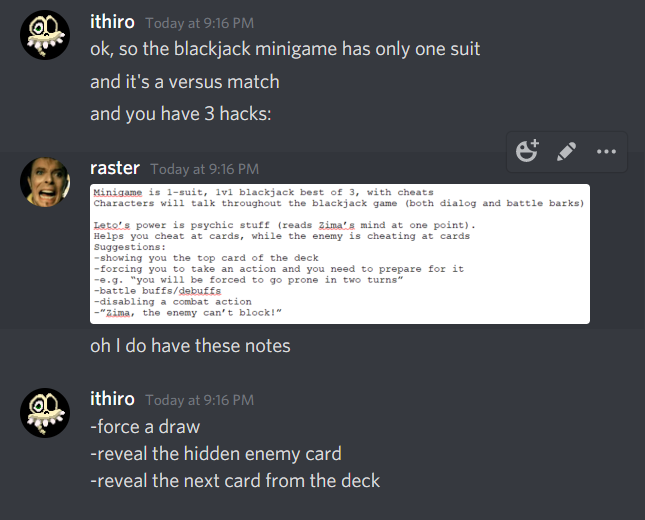 ithiro Today at 9:16 PM
ok, so the blackjack minigame has only one suit
and it's a versus match
and you have 3 hacks:
raster Today at 9:16 PM
Minigame is 1-suit, 1v1 blackjack best of 3, with cheats
Characters will talk throughout the blackjack game (both dialog and battle barks)
Leto's power is psychic stuff (reads Zima's mind at one point).
Helps you cheat at cards, while the enemy is cheating at cards
Suggestions:
-showing you the top card of the deck
-forcing you to take an action and you need to prepare for it
-e.g. “you will be forced to go prone in two turns”
-battle buffs/debuffs
-disabling a combat action
-“Zima, the enemy can't block!”
oh I do have these notes
ithiro Today at 9:16 PM
-force a draw
-reveal the hidden enemy card
-reveal the next card from the deck